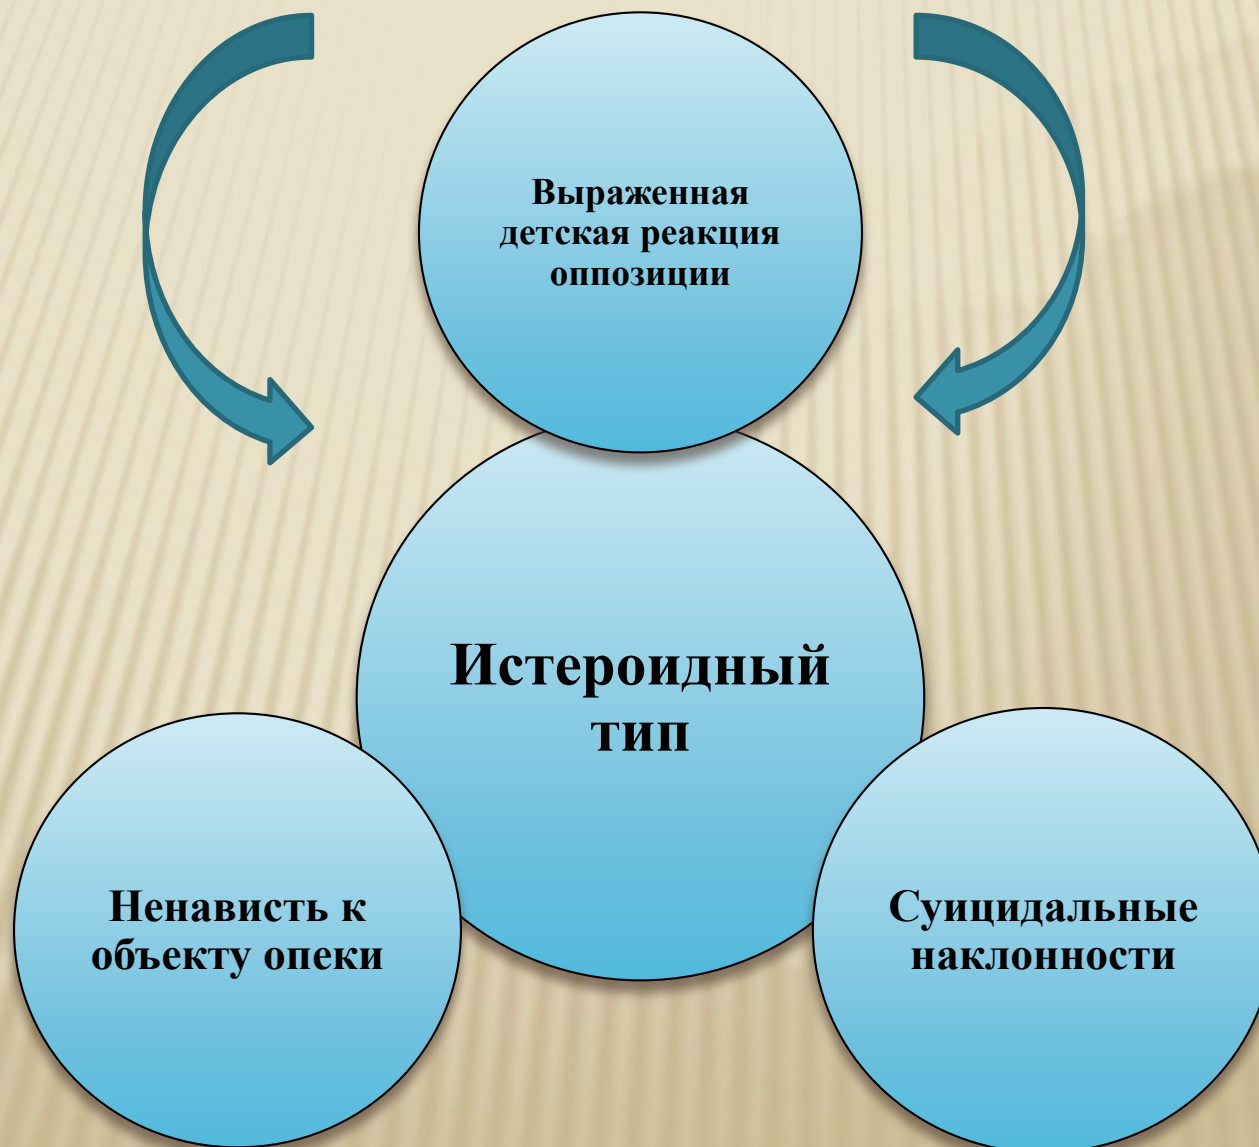 Выраженная
детская реакция
оппозиции
Истероидный
тип
Ненависть к
объекту опеки
Суицидальные
наклонности